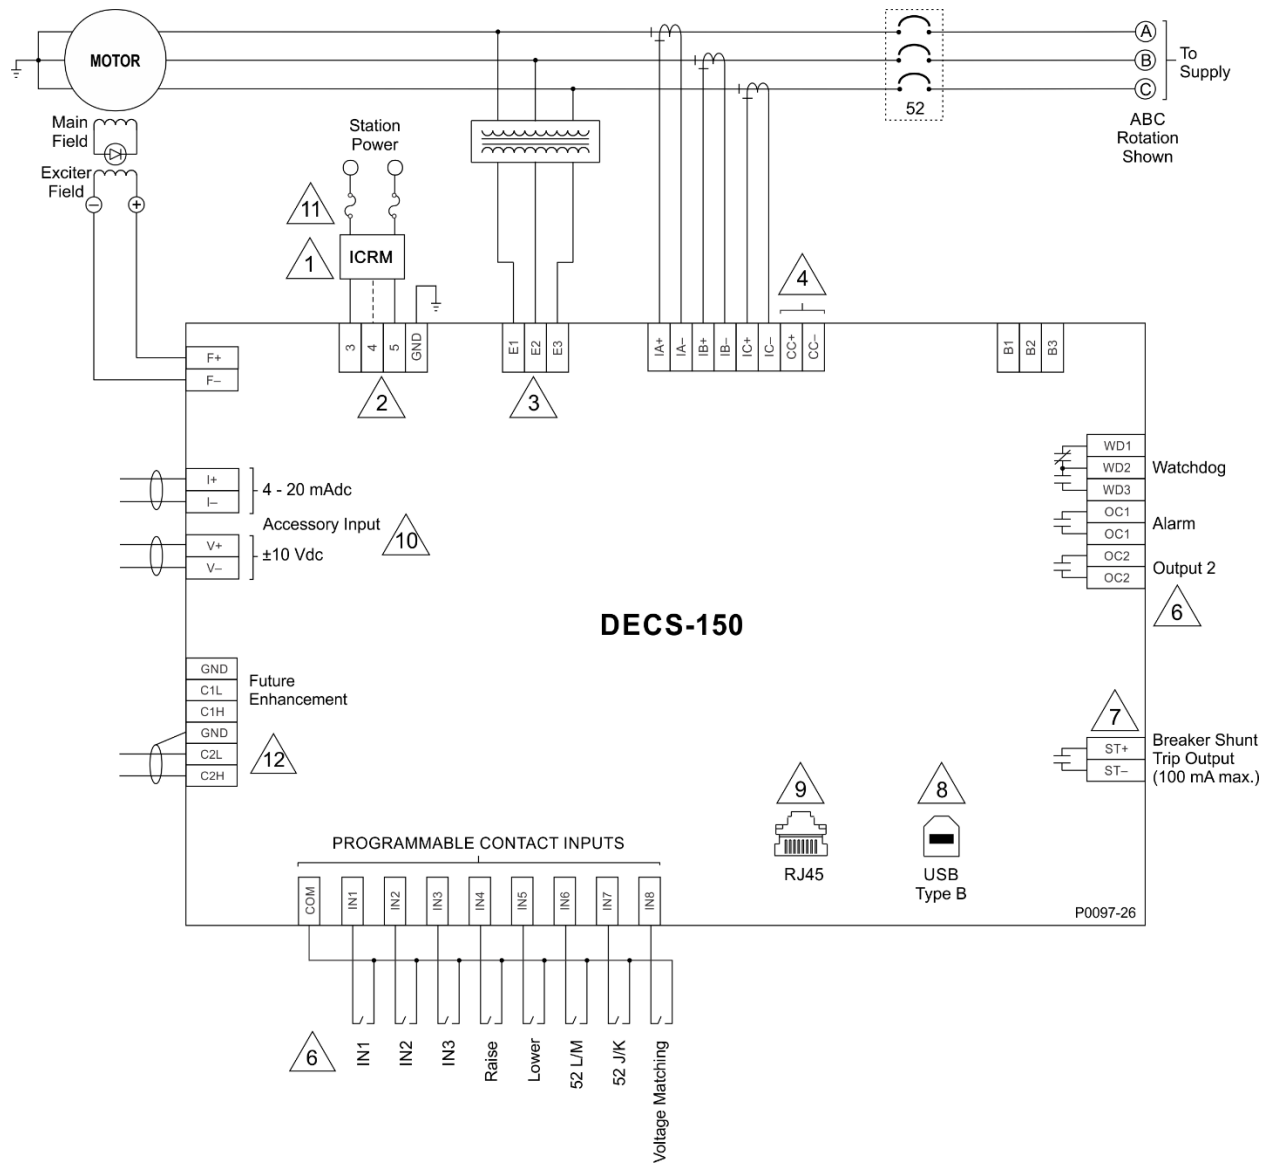 MOTOR
A
B
C
To
Supply
52
ABC
Rotation
Shown
Main
Field
Exciter
Field
−
+
Station
Power
11
1
ICRM
4
3
4
5
GND
E1
E2
E3
IA+
IA–
IB+
IB–
IC+
IC–
CC+
CC–
B1
B2
B3
F+
F–
2
3
I+
I–
4 - 20 mAdc
Accessory Input
10
V+
V–
±10 Vdc
WD1
WD2
WD3
Watchdog
OC1
OC1
Alarm
OC2
OC2
Output 2
6
DECS-150
GND
C1L
C1H
GND
C2L
C2H
Future
Enhancement
12
7
ST+
ST–
Breaker Shunt
Trip Output
(100 mA max.)
9
RJ45
8
USB
Type B
PROGRAMMABLE CONTACT INPUTS
COM
IN1
IN2
IN3
IN4
IN5
IN6
IN7
IN8
P0097-26
6
IN1
IN2
IN3
Raise
Lower
52 L/M
52 J/K
Voltage Matching